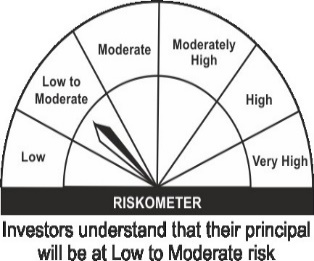 Moderate
Moderately
High
Low to
Moderate
High
Low
Very High
RISKOMETER
Investors understand that their principal
will be at Low to Moderate risk